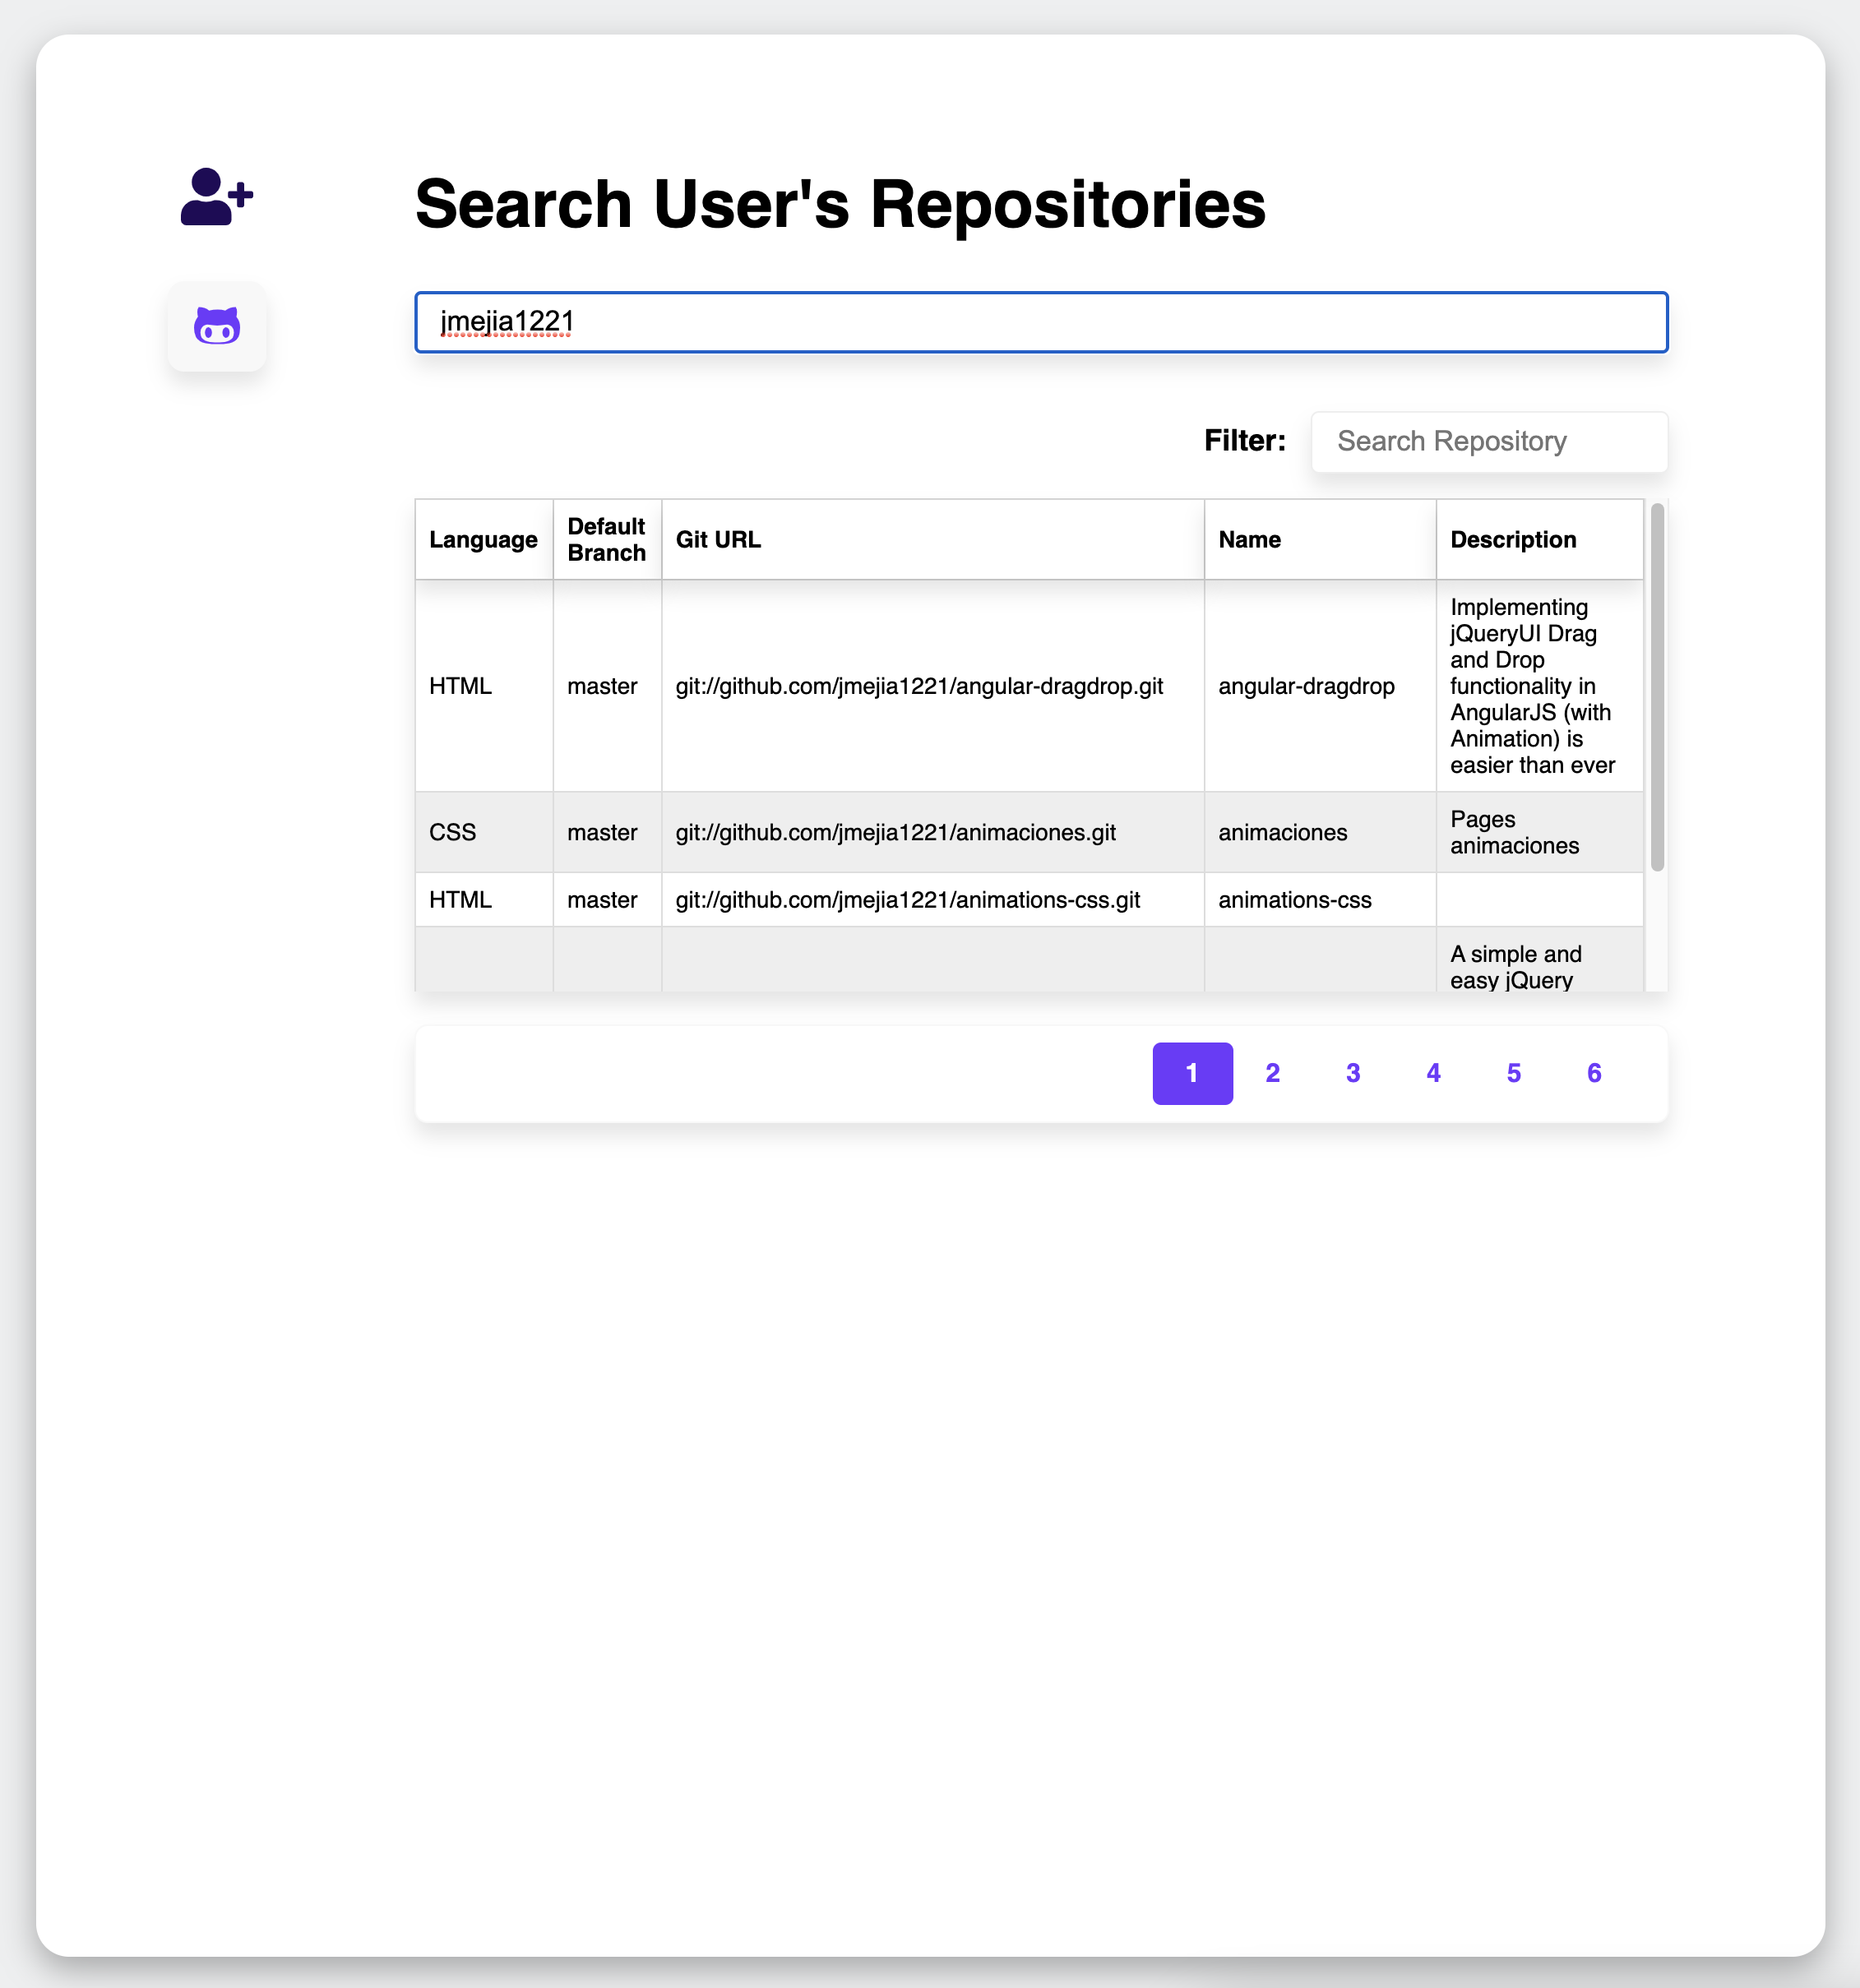 Search User's Repositories
jmejia1221
Filter: Search Repository
Language Default Branch Git URL Name Description
HTML master git://github.com/jmejia1221/angular-dragdrop.git angular-dragdrop Implementing
jQueryUI Drag
and Drop
functionality in
AngularJS (with
Animation) is
easier than ever
CSS master git://github.com/jmejia1221/animaciones.git animaciones Pages
animaciones
HTML master git://github.com/jmejia1221/animations-css.git animations-css
A simple and
easy jQuery
1 2 3 4 5 6